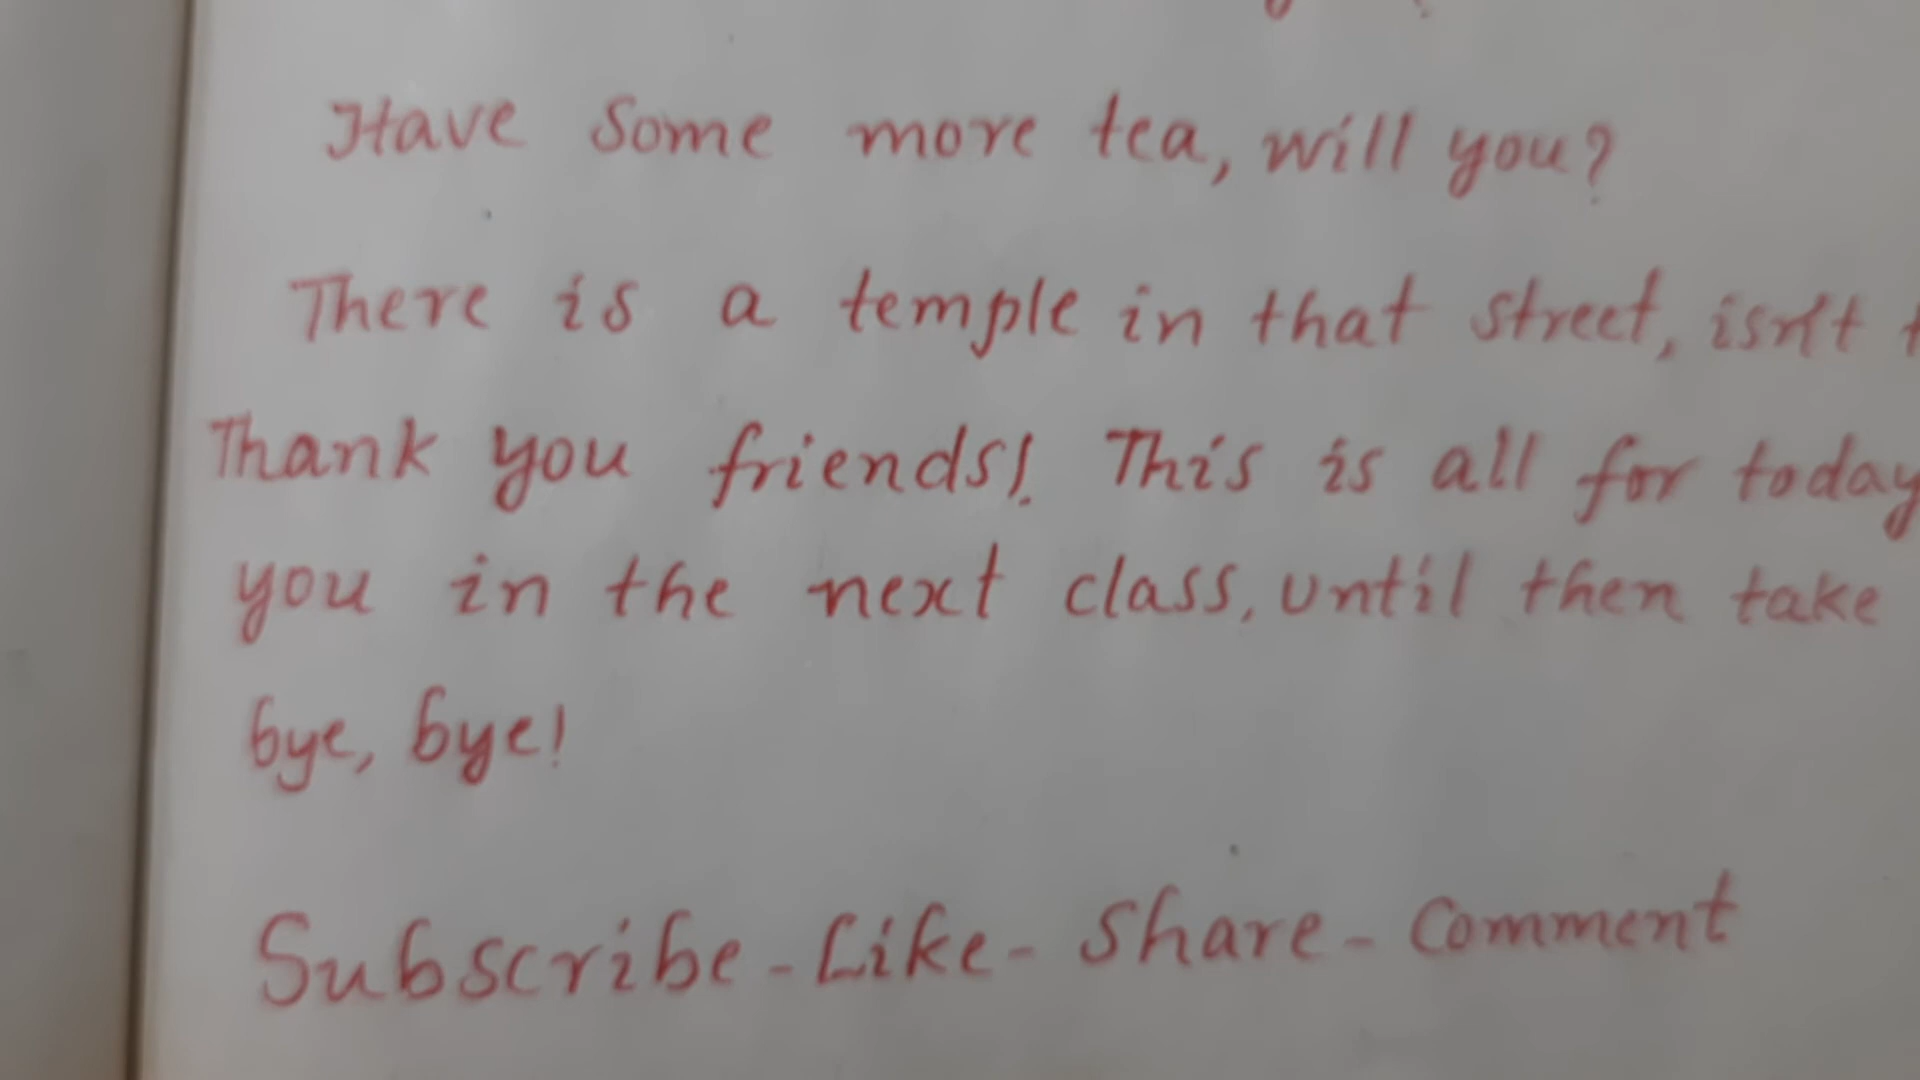 Have Some more tea, will you?
There is a temple in that street, isn't
Thank you friends! This is all for today
you in the next class, until then take
bye, bye!
Subscribe - Like - Share - Comment